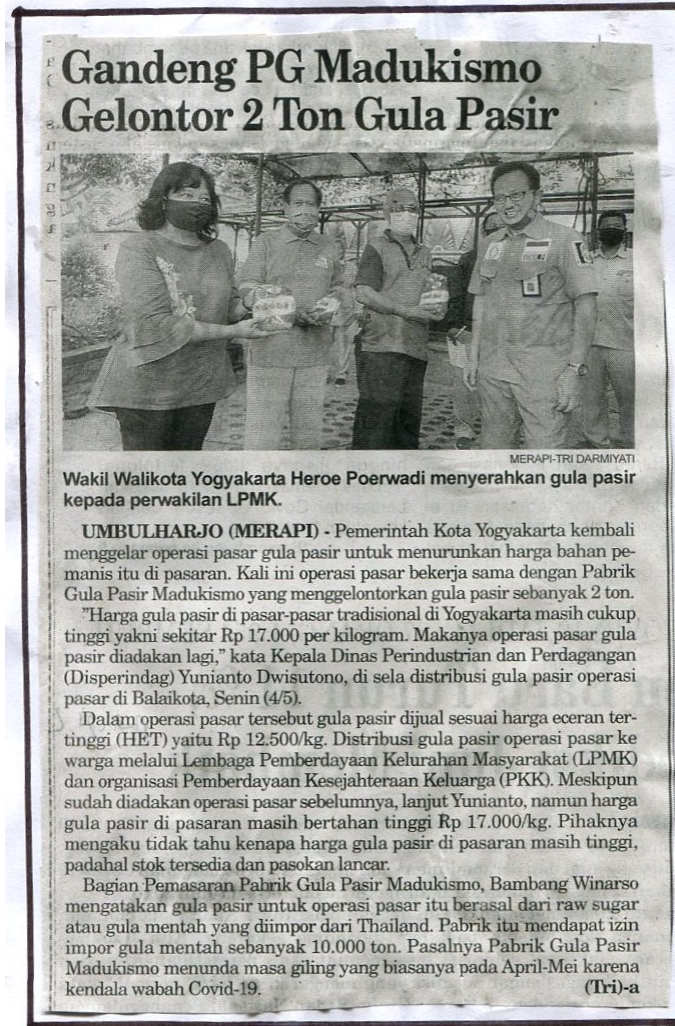 Gandeng PG Madukismo
Gelontor 2 Ton Gula Pasir
MERAPI-TRI DARMIYATI
Wakil Walikota Yogyakarta Heroe Poerwadi menyerahkan gula pasir
kepada perwakilan LPMK.
UMBULHARJO (MERAPI) - Pemerintah Kota Yogyakarta kembali
menggelar operasi pasar gula pasir untuk menurunkan harga bahan pe-
manis itu di pasaran. Kali ini operasi pasar bekerja sama dengan Pabrik
Gula Pasir Madukismo yang menggelontorkan gula pasir sebanyak 2 ton.
"Harga gula pasir di pasar-pasar tradisional di Yogyakarta masih cukup
tinggi yakni sekitar Rp 17.000 per kilogram. Makanya operasi pasar gula
pasir diadakan lagi," kata Kepala Dinas Perindustrian dan Perdagangan
(Disperindag) Yunianto Dwisutono, di sela distribusi gula pasir operasi
pasar di Balaikota, Senin (4/5).
Dalam operasi pasar tersebut gula pasir dijual sesuai harga eceran ter-
tinggi (HET) yaitu Rp 12.500/kg. Distribusi gula pasir operasi pasar ke
warga melalui Lembaga Pemberdayaan Kelurahan Masyarakat (LPMK)
dan organisasi Pemberdayaan Kesejahteraan Keluarga (PKK). Meskipun
sudah diadakan operasi pasar sebelumnya, lanjut Yunianto, namun harga
gula pasir di pasaran masih bertahan tinggi Rp 17.000/kg. Pihaknya
mengaku tidak tahu kenapa harga gula pasir di pasaran masih tinggi,
padahal stok tersedia dan pasokan lancar.
Bagian Pemasaran Pabrik Gula Pasir Madukismo, Bambang Winarso
mengatakan gula pasir untuk operasi pasar itu berasal dari raw sugar
atau gula mentah yang diimpor dari Thailand. Pabrik itu mendapat izin
impor gula mentah sebanyak 10.000 ton. Pasalnya Pabrik Gula Pasir
Madukismo menunda masa giling yang biasanya pada April-Mei karena
kendala wabah Covid-19. (Tri)-a